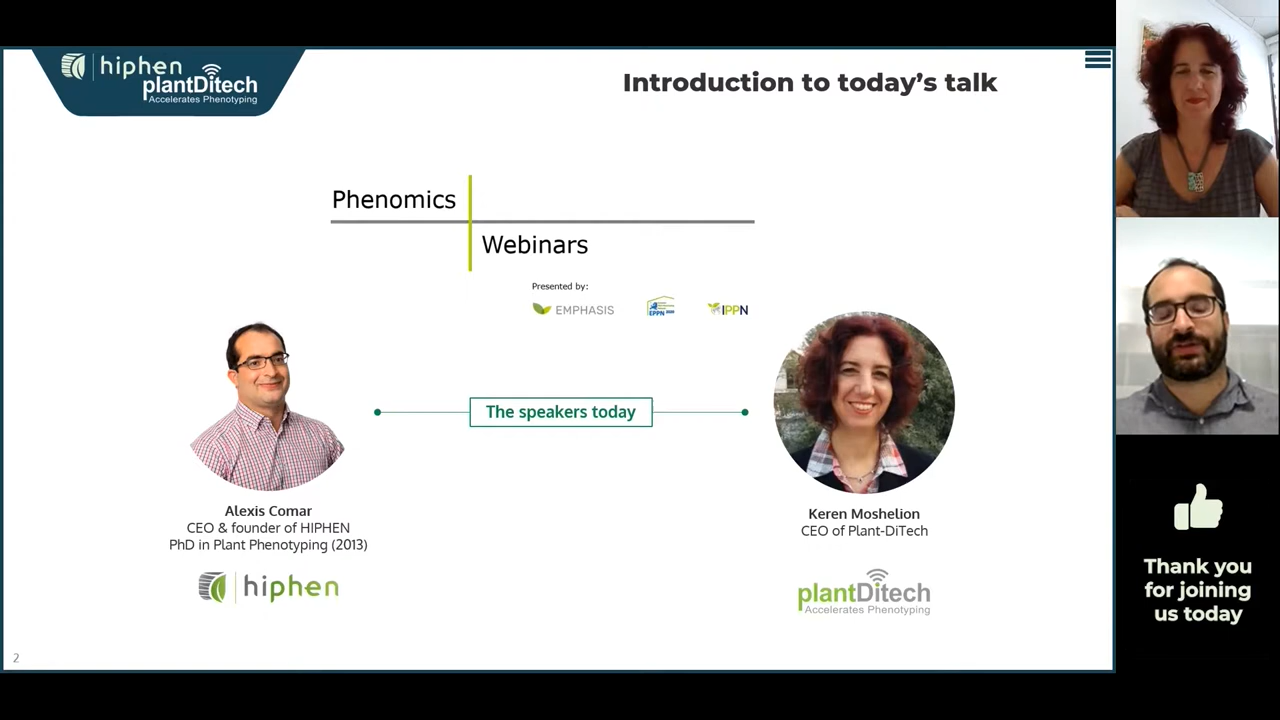 hiphen
plantDitech
Accelerates Phenotyping
Introduction to today's talk
Phenomics
Webinars
Presented by:
EMPHASIS
EPPN 2020
IPPN
The speakers today
Alexis Comar
CEO & founder of HIPHEN
PhD in Plant Phenotyping (2013)
hiphen
Keren Moshelion
CEO of Plant-DiTech
plantDitech
Accelerates Phenotyping
2
Thank you
for joining
us today